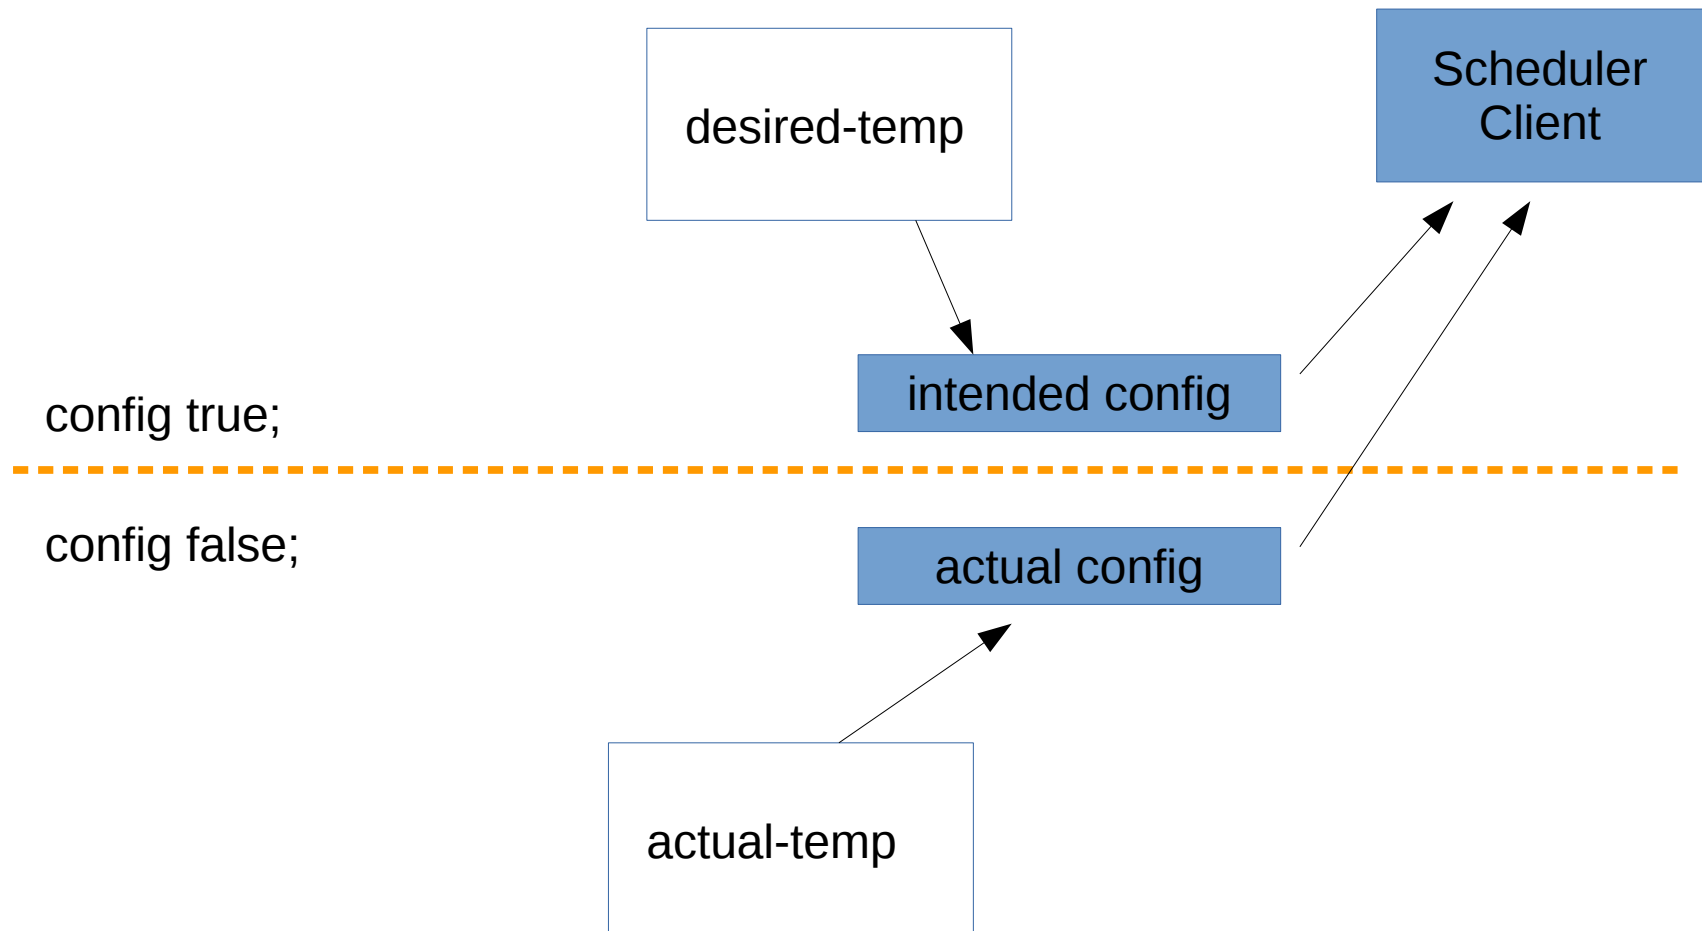 Scheduler
Client
desired-temp
intended config
config true;
config false;
actual config
actual-temp